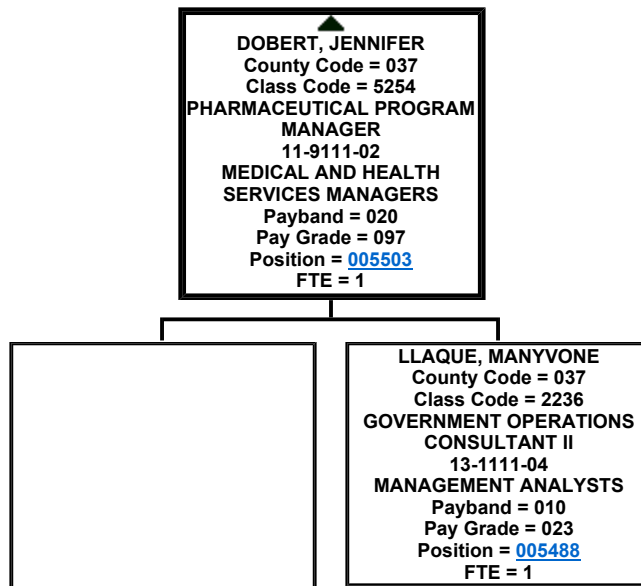 DOBERT, JENNIFER
County Code = 037
Class Code = 5254
PHARMACEUTICAL PROGRAM
MANAGER
11-9111-02
MEDICAL AND HEALTH
SERVICES MANAGERS
Payband = 020
Pay Grade = 097
Position = 005503
FTE = 1
LLAQUE, MANYVONE
County Code = 037
Class Code = 2236
GOVERNMENT OPERATIONS
CONSULTANT II
13-1111-04
MANAGEMENT ANALYSTS
Payband = 010
Pay Grade = 023
Position = 005488
FTE = 1